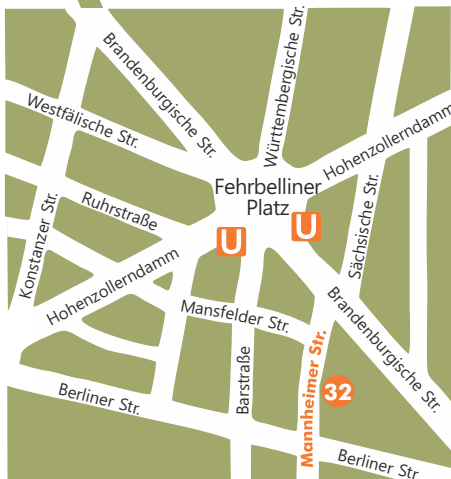 Brandenburgische Str.
Württembergische Str.
Westfälische Str.
Hohenzollerndamm
Fehrbelliner
Platz
Ruhrstraße
Konstanzer Str.
Sächsische Str.
U
U
Hohenzollerndamm
Mansfelder Str.
Brandenburgische Str.
Barstraße
Mannheimer Str.
32
Berliner Str.
Berliner Str